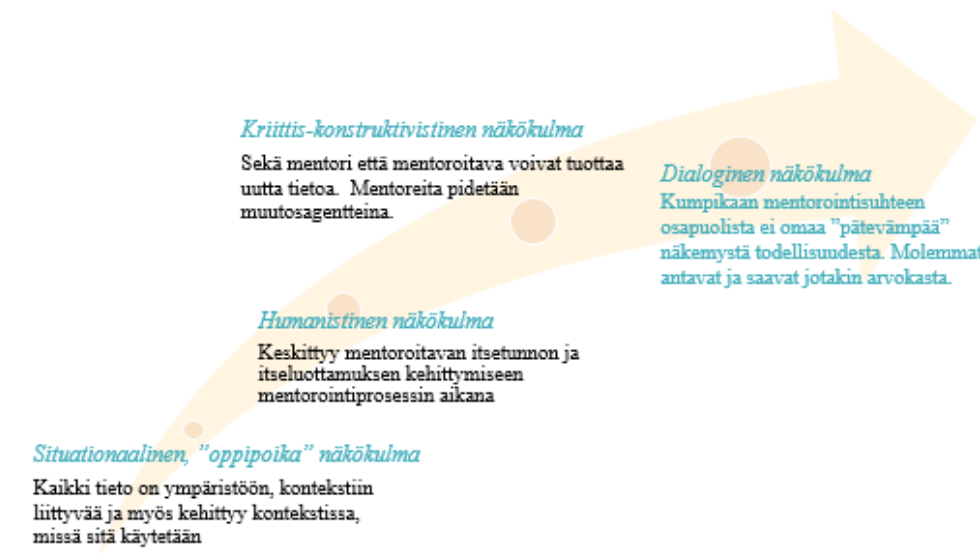 Kriittis-konstruktivistinen näkökulma
Sekä mentori että mentoroitava voivat tuottaa
uutta tietoa.  Mentoreita pidetään
muutosagentteina.
Dialoginen näkökulma
Kumpikaan mentorointisuhteen
osapuolista ei omaa ”pätevämpää”
näkemystä todellisuudesta. Molemmat
antavat ja saavat jotakin arvokasta.
Humanistinen näkökulma
Keskittyy mentoroitavan itsetunnon ja
itseluottamuksen kehittymiseen
mentorointiprosessin aikana
Situationaalinen, ”oppipoika” näkökulma
Kaikki tieto on ympäristöön, kontekstiin
liittyvää ja myös kehittyy kontekstissa,
missä sitä käytetään